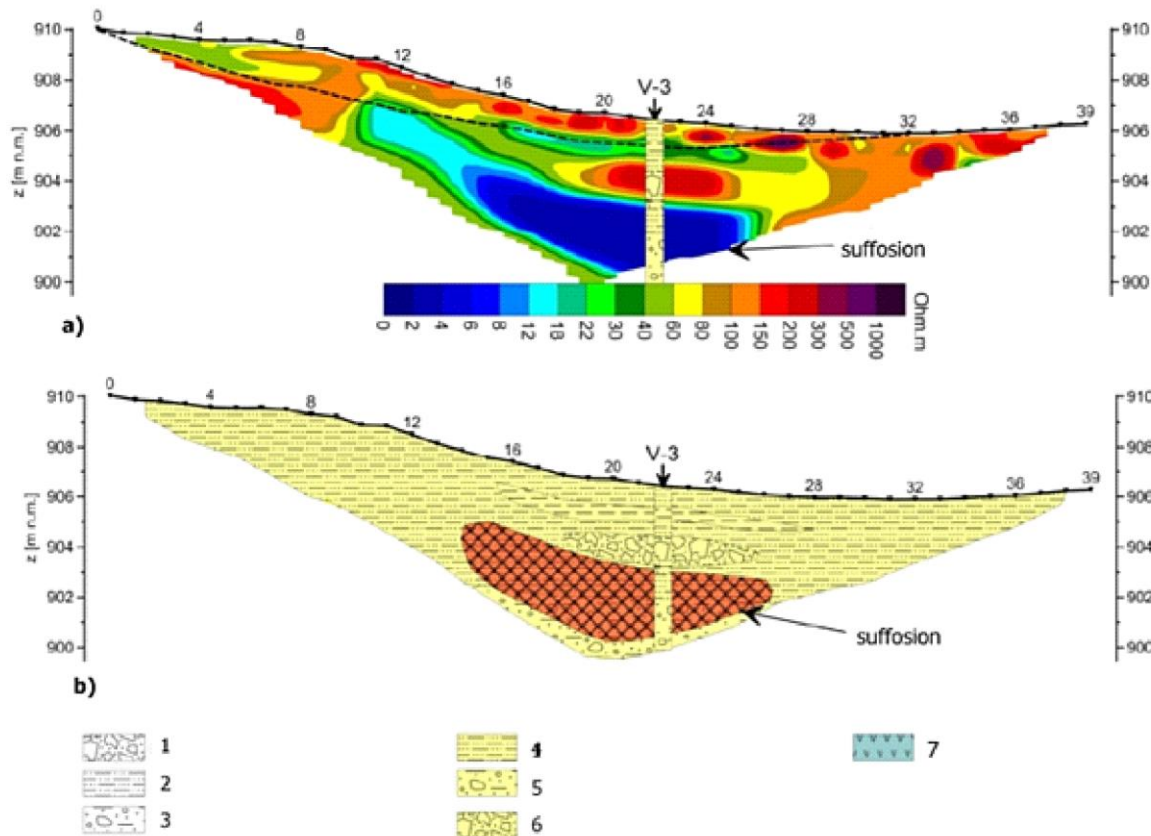 0 4 8 12 16 20 24 28 32 36 39
V-3
910 908 906 904 902 900
z [m n.m.]
910 908 906 904 902 900
suffosion
0 2 4 6 8 12 18 22 30 40 60 80 100 150 200 300 500 1000 Ohm.m
a)
0 4 8 12 16 20 24 28 32 36 39
V-3
910 908 906 904 902 900
z [m n.m.]
910 908 906 904 902 900
suffosion
b)
1 4 7
2 5
3 6